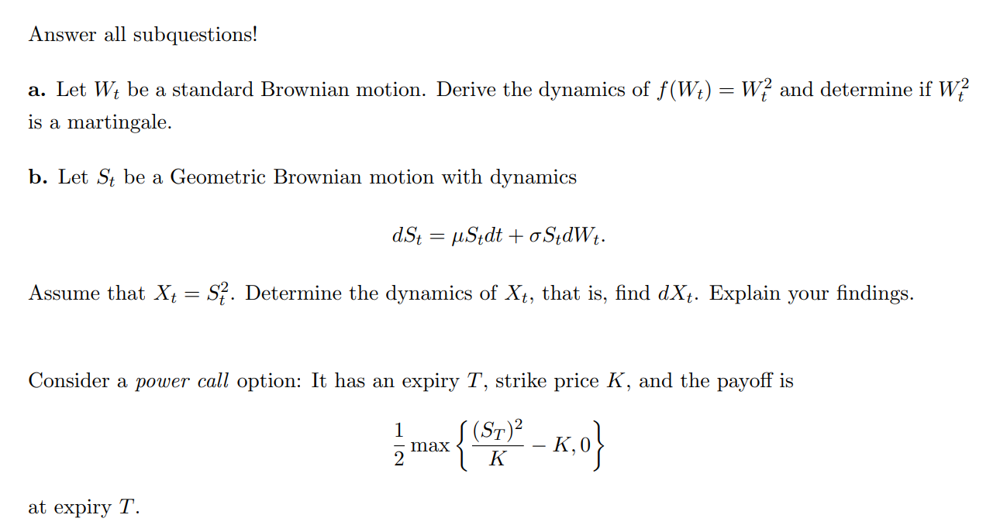 Answer all subquestions!
a. Let $W_t$ be a standard Brownian motion. Derive the dynamics of $f(W_t) = W_t^2$ and determine if $W_t^2$
is a martingale.
b. Let $S_t$ be a Geometric Brownian motion with dynamics
$dS_t = \mu S_t dt + \sigma S_t dW_t.$
Assume that $X_t = S_t^2$. Determine the dynamics of $X_t$, that is, find $dX_t$. Explain your findings.
Consider a power call option: It has an expiry $T$, strike price $K$, and the payoff is
$\frac{1}{2} \max \left\{ \frac{(S_T)^2}{K} - K, 0 \right\}$
at expiry $T$.